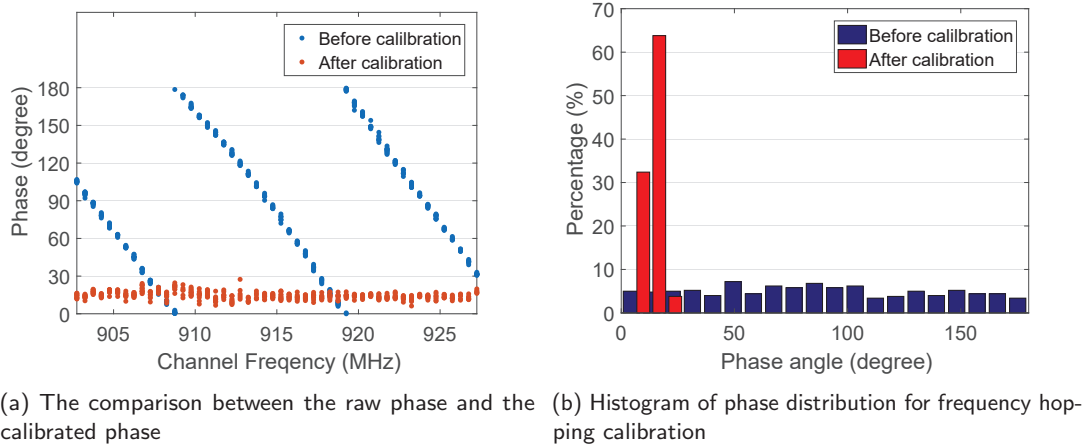 Before calilbration
After calibration
180
150
120
90
60
30
0
Phase (degree)
905
910
915
920
925
Channel Freqency (MHz)
(a) The comparison between the raw phase and the
calibrated phase
70
60
50
40
30
20
10
0
Percentage (%)
Before calibration
After calibration
0
50
100
150
Phase angle (degree)
(b) Histogram of phase distribution for frequency hop-
ping calibration